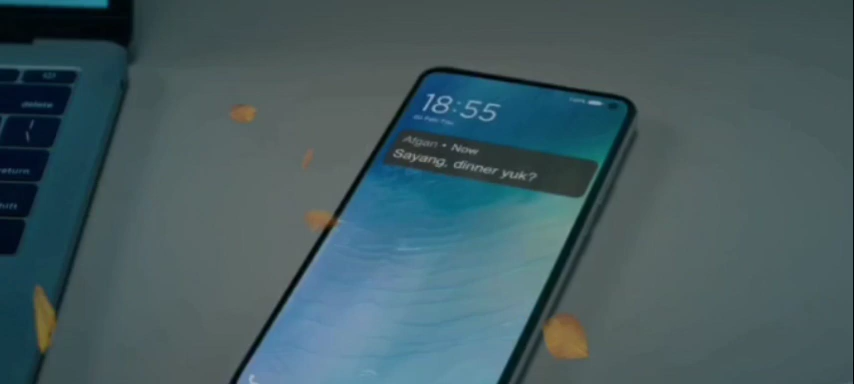 delete
return
18:55
Afgan • Now
Sayang, dinner yuk?